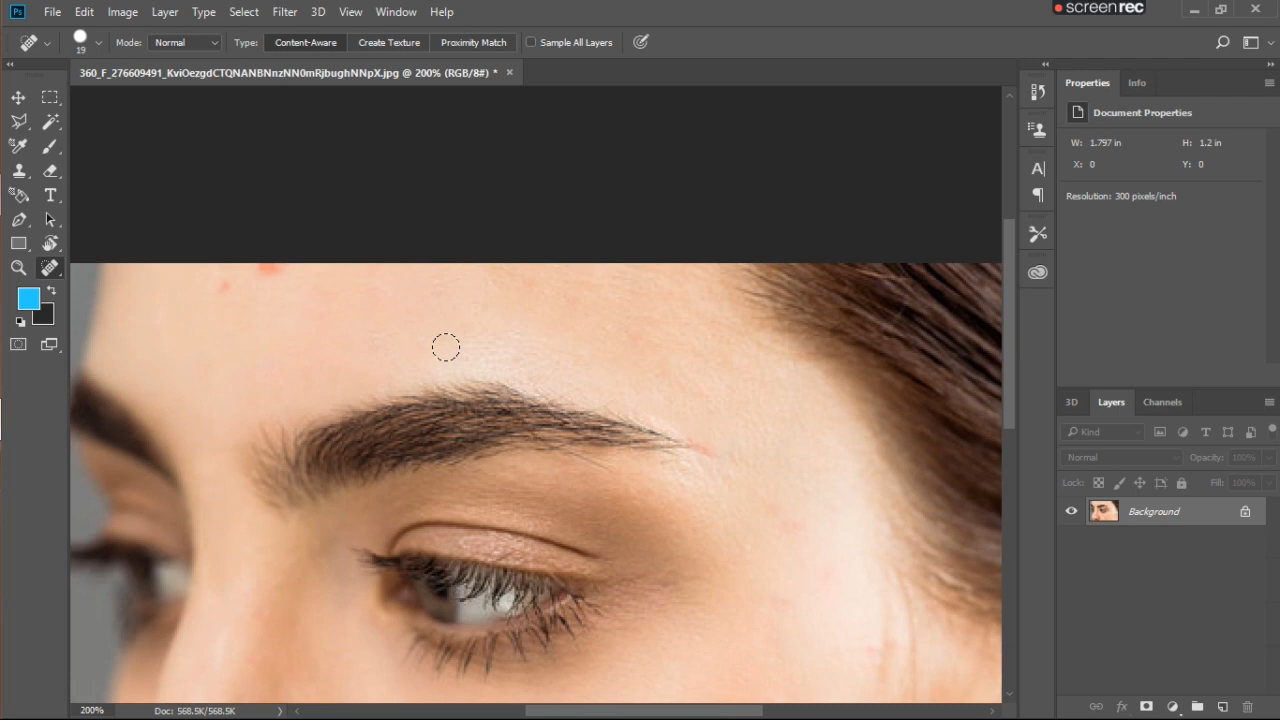 screenrec
Ps File Edit Image Layer Type Select Filter 3D View Window Help
19 Mode: Normal Type: Content-Aware Create Texture Proximity Match Sample All Layers
360_F_276609491_KviOezgdCTQNANBNnzNN0mRjbughNNpX.jpg @ 200% (RGB/8#) *
Properties Info
Document Properties
W: 1.797 in H: 1.2 in
X: 0 Y: 0
Resolution: 300 pixels/inch
3D Layers Channels
Kind
Normal Opacity: 100%
Lock: Fill: 100%
Background
200% Doc: 568.5K/568.5K